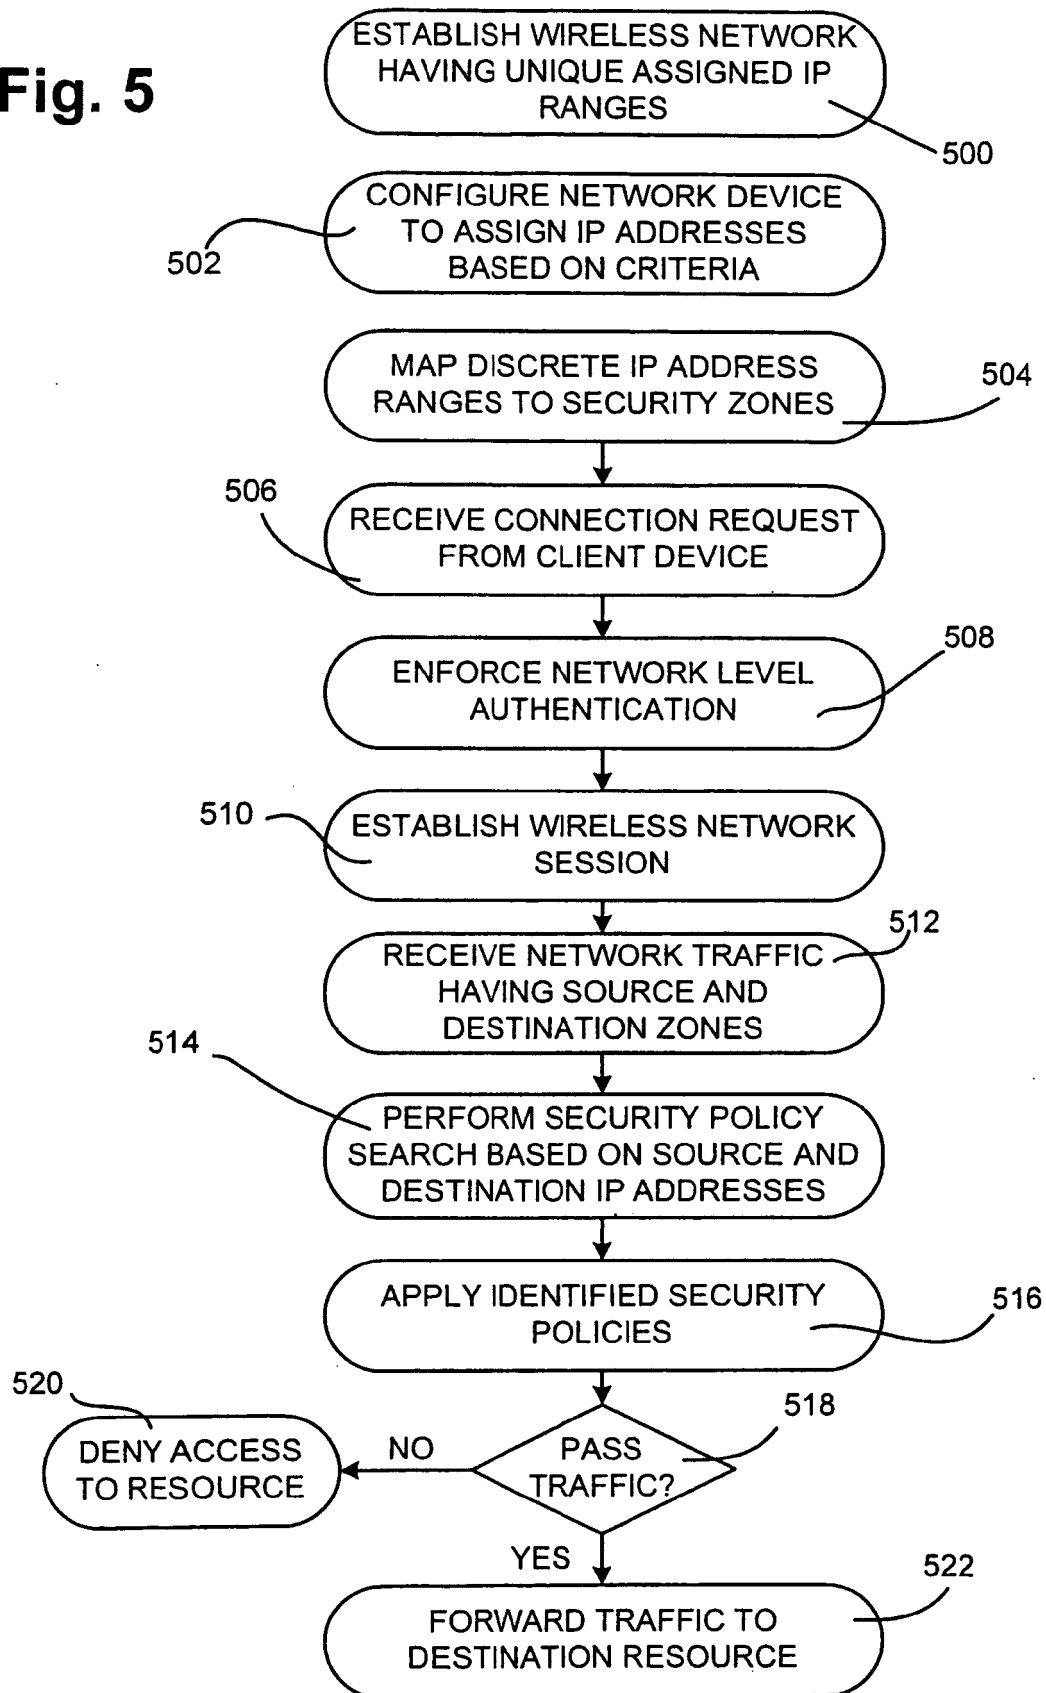 Fig. 5
ESTABLISH WIRELESS NETWORK
HAVING UNIQUE ASSIGNED IP
RANGES
500
CONFIGURE NETWORK DEVICE
TO ASSIGN IP ADDRESSES
BASED ON CRITERIA
502
MAP DISCRETE IP ADDRESS
RANGES TO SECURITY ZONES
504
506
RECEIVE CONNECTION REQUEST
FROM CLIENT DEVICE
508
ENFORCE NETWORK LEVEL
AUTHENTICATION
510
ESTABLISH WIRELESS NETWORK
SESSION
512
RECEIVE NETWORK TRAFFIC
HAVING SOURCE AND
DESTINATION ZONES
514
PERFORM SECURITY POLICY
SEARCH BASED ON SOURCE AND
DESTINATION IP ADDRESSES
APPLY IDENTIFIED SECURITY
POLICIES
516
520
518
DENY ACCESS
TO RESOURCE
NO
PASS
TRAFFIC?
YES
522
FORWARD TRAFFIC TO
DESTINATION RESOURCE